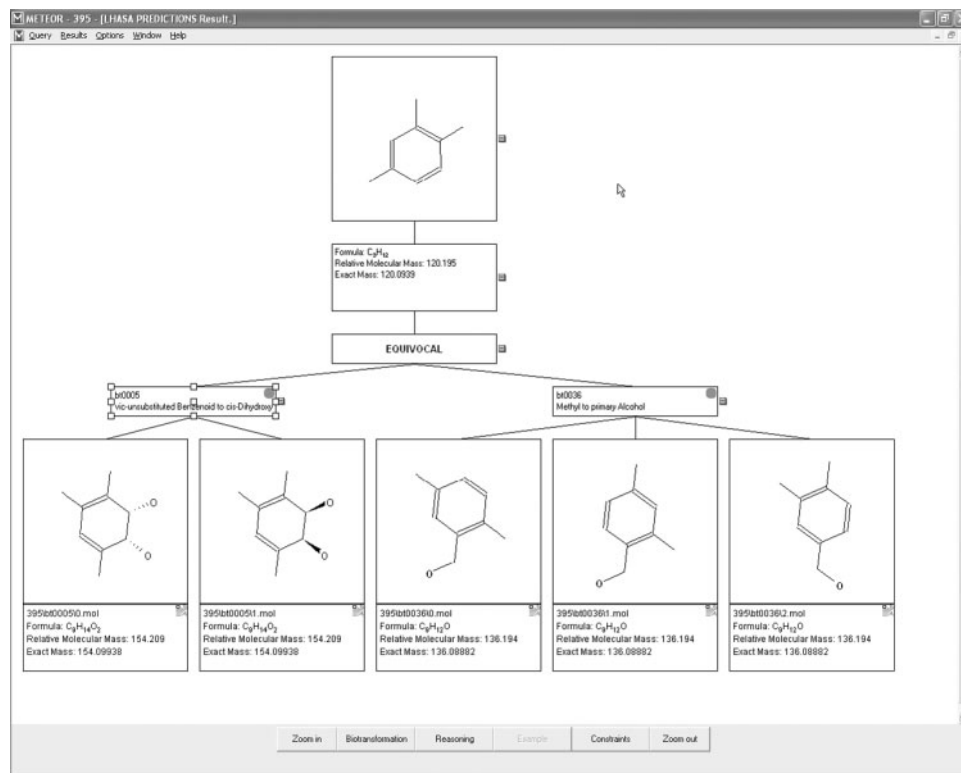 METEOR - 395 - [LHASA PREDICTIONS Result.]
Query Results Options Window Help
Formula: C₉H₁₂
Relative Molecular Mass: 120.195
Exact Mass: 120.0939
EQUIVOCAL
bt0005
vic-unsubstituted Benzenoid to cis-Dihydroxy
bt0036
Methyl to primary Alcohol
O
O
O
O
O
O
O
395\bt0005\0.mol
Formula: C₉H₁₄O₂
Relative Molecular Mass: 154.209
Exact Mass: 154.09938
395\bt0005\1.mol
Formula: C₉H₁₄O₂
Relative Molecular Mass: 154.209
Exact Mass: 154.09938
395\bt0036\0.mol
Formula: C₉H₁₂O
Relative Molecular Mass: 136.194
Exact Mass: 136.08882
395\bt0036\1.mol
Formula: C₉H₁₂O
Relative Molecular Mass: 136.194
Exact Mass: 136.08882
395\bt0036\2.mol
Formula: C₉H₁₂O
Relative Molecular Mass: 136.194
Exact Mass: 136.08882
Zoom in Biotransformation Reasoning Example Constraints Zoom out